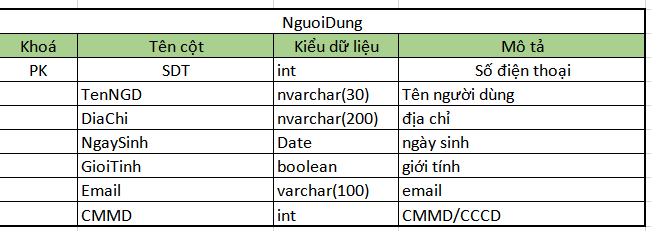 NguoiDung
Khoá Tên cột Kiểu dữ liệu Mô tả
PK SDT int Số điện thoại
TenNGD nvarchar(30) Tên người dùng
DiaChi nvarchar(200) địa chỉ
NgaySinh Date ngày sinh
GioiTinh boolean giới tính
Email varchar(100) email
CMMD int CMMD/CCCD